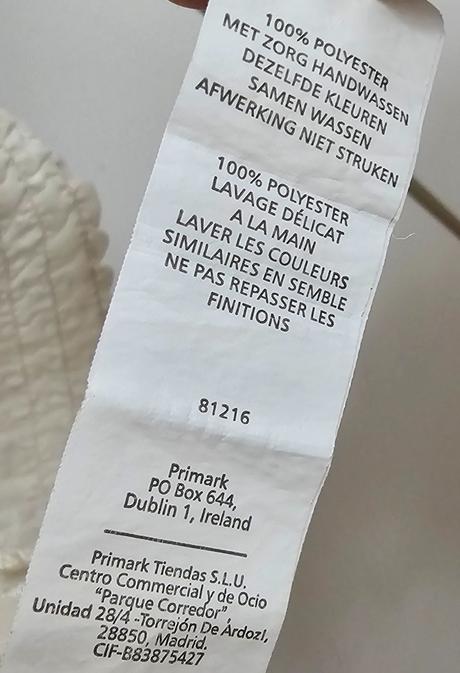 100% POLYESTER
MET ZORG HANDWASSEN
DEZELFDE KLEUREN
SAMEN WASSEN
AFWERKING NIET STRUKEN
100% POLYESTER
LAVAGE DÉLICAT
A LA MAIN
LAVER LES COULEURS
SIMILAIRES EN SEMBLE
NE PAS REPASSER LES
FINITIONS
81216
Primark
PO Box 644,
Dublin 1, Ireland
Primark Tiendas S.L.U.
Centro Commercial y de Ocio
"Parque Corredor",
Unidad 28/4 -Torrejón De Ardozl,
28850, Madrid.
CIF-B83875427